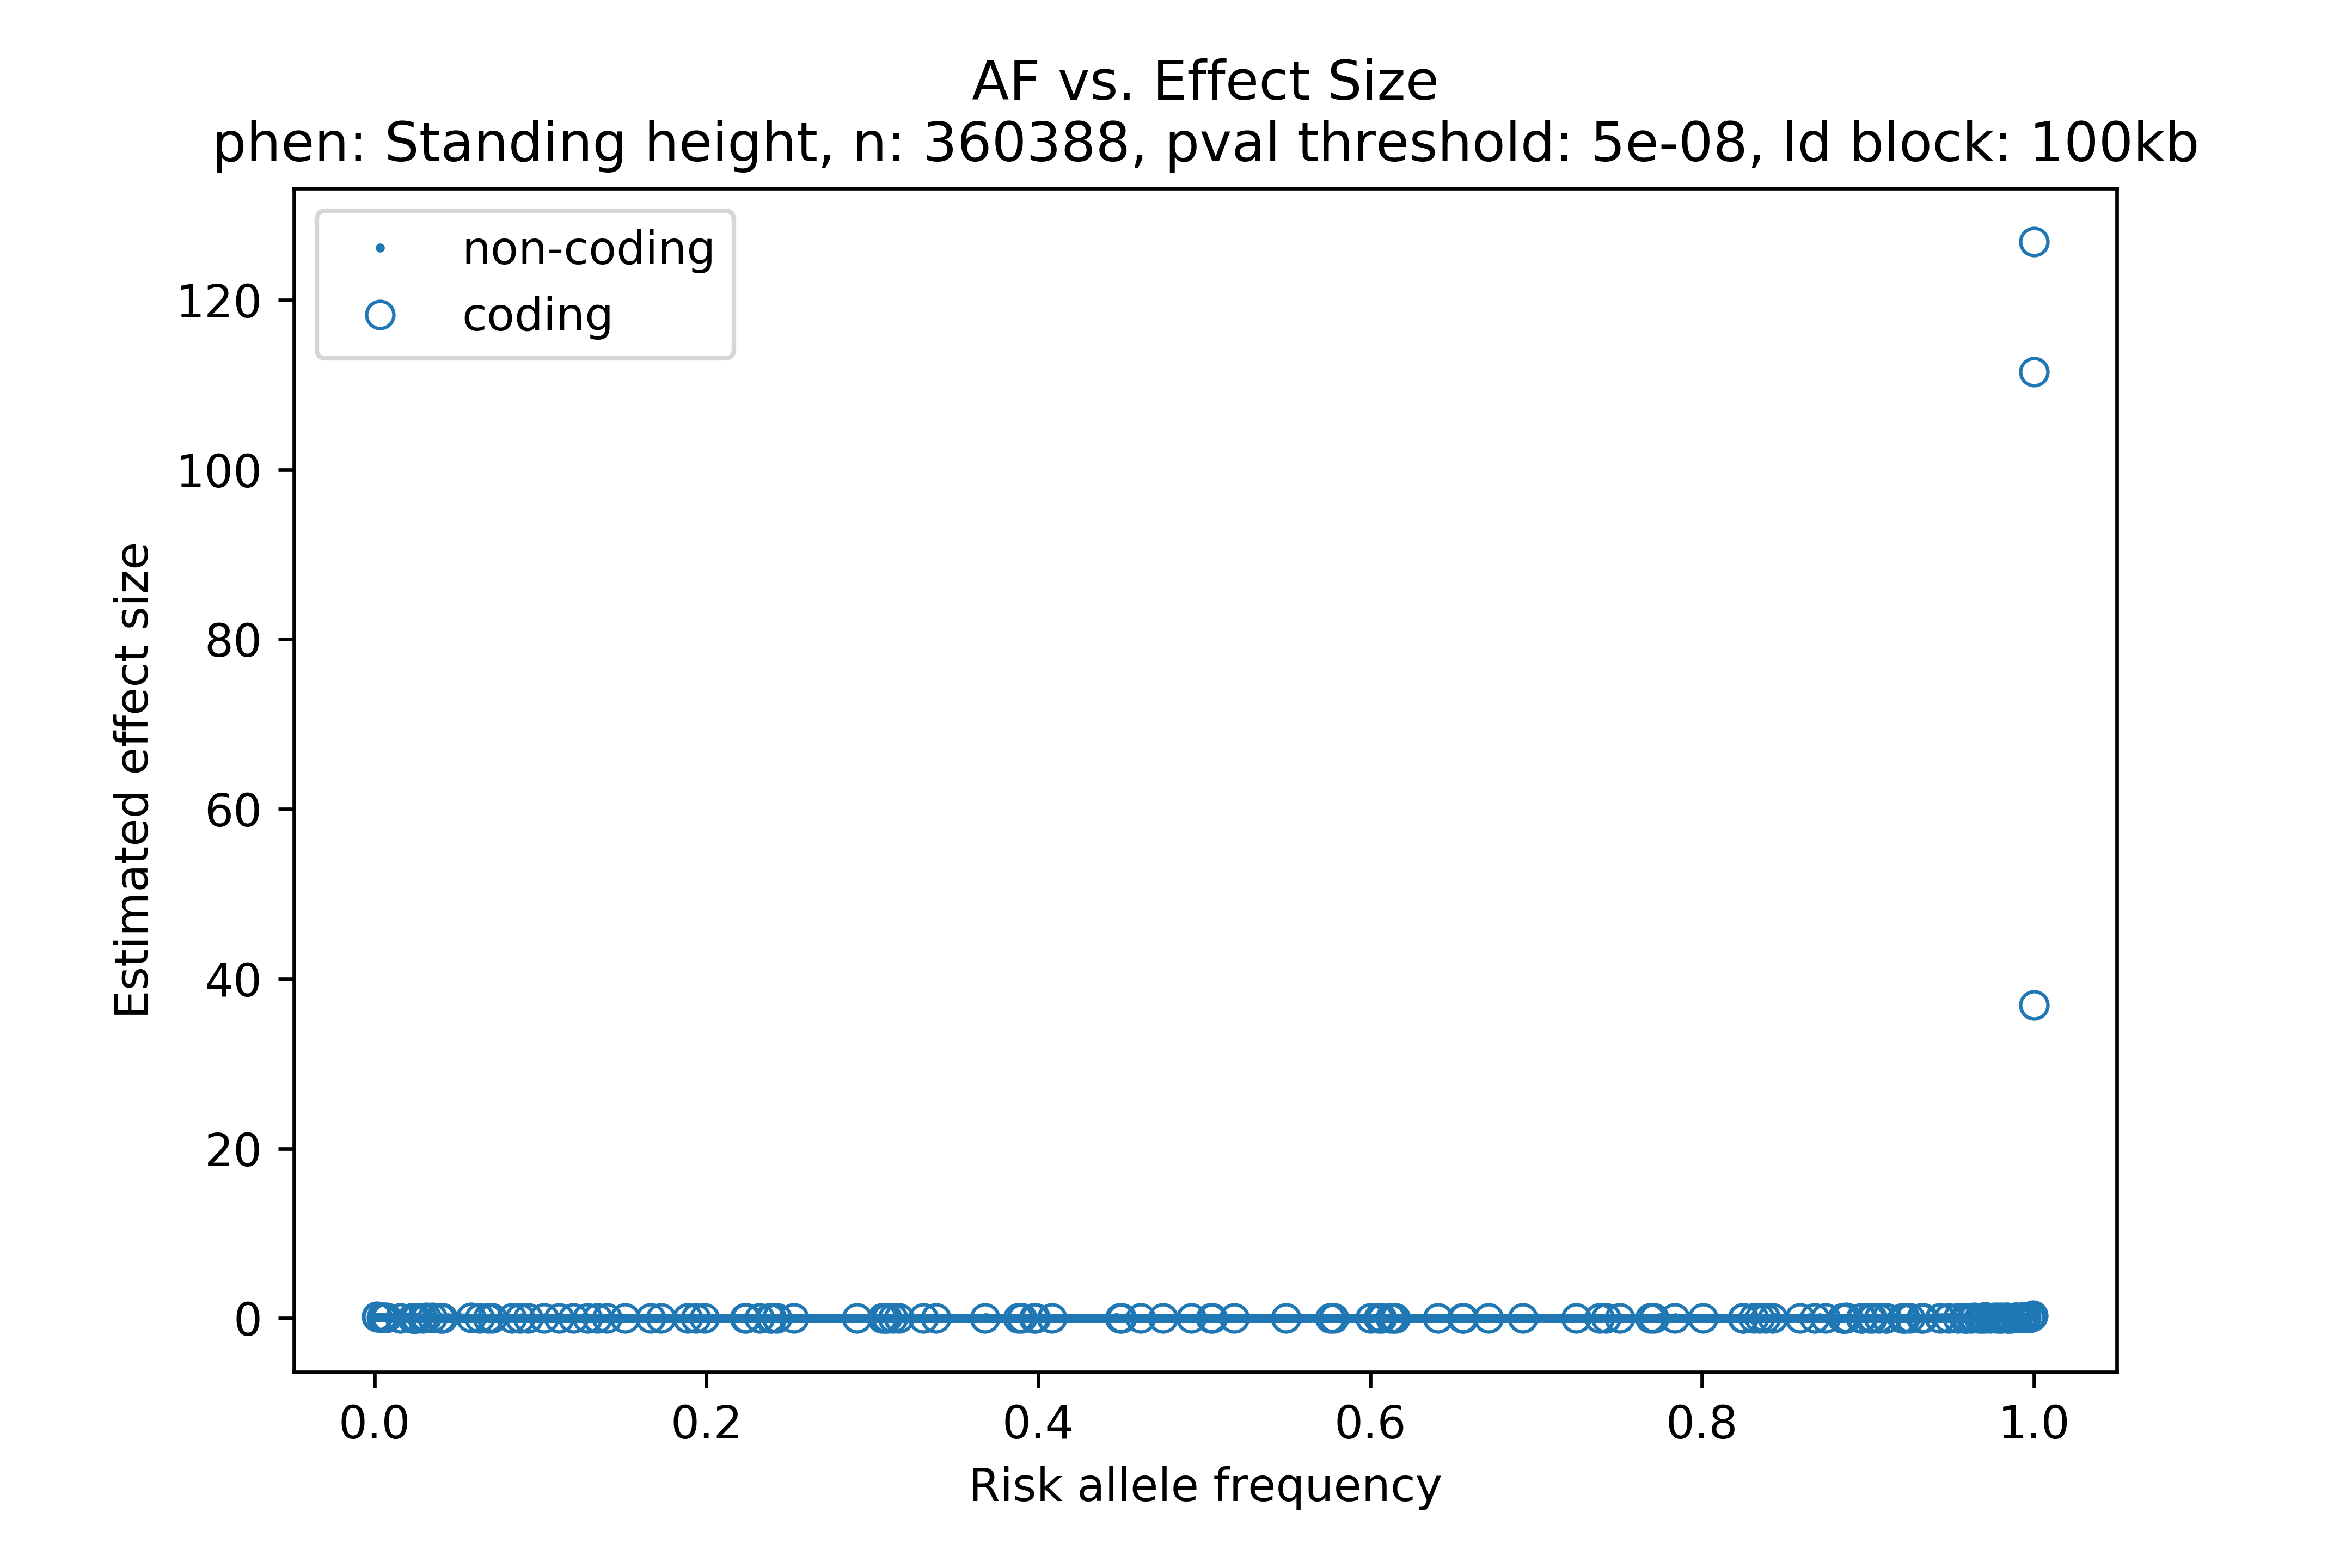 AF vs. Effect Size
phen: Standing height, n: 360388, pval threshold: 5e-08, ld block: 100kb
non-coding
coding
120
100
80
60
40
20
0
Estimated effect size
0.0 0.2 0.4 0.6 0.8 1.0
Risk allele frequency